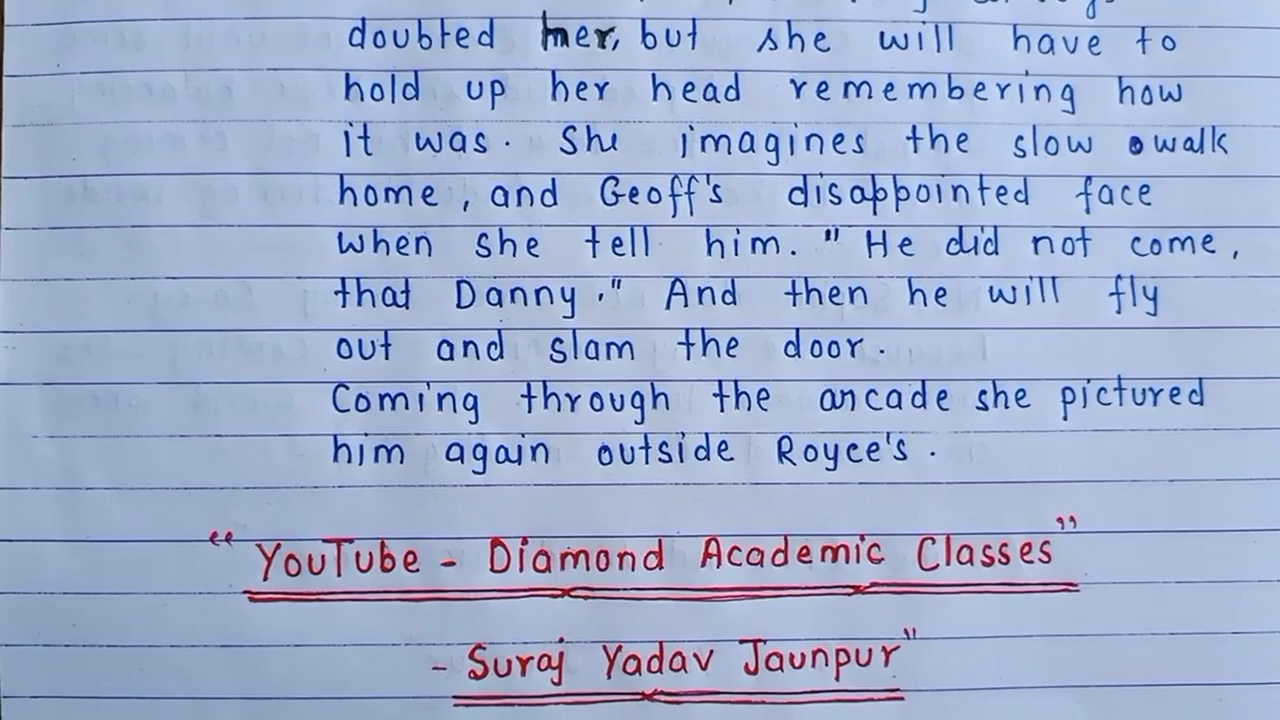 doubted her, but she will have to
hold up her head remembering how
it was. She imagines the slow walk
home, and Geoff's disappointed face
when she tell him. "He did not come,
that Danny." And then he will fly
out and slam the door.
Coming through the arcade she pictured
him again outside Royce's.
"YouTube - Diamond Academic Classes"
- Suraj Yadav Jaunpur"